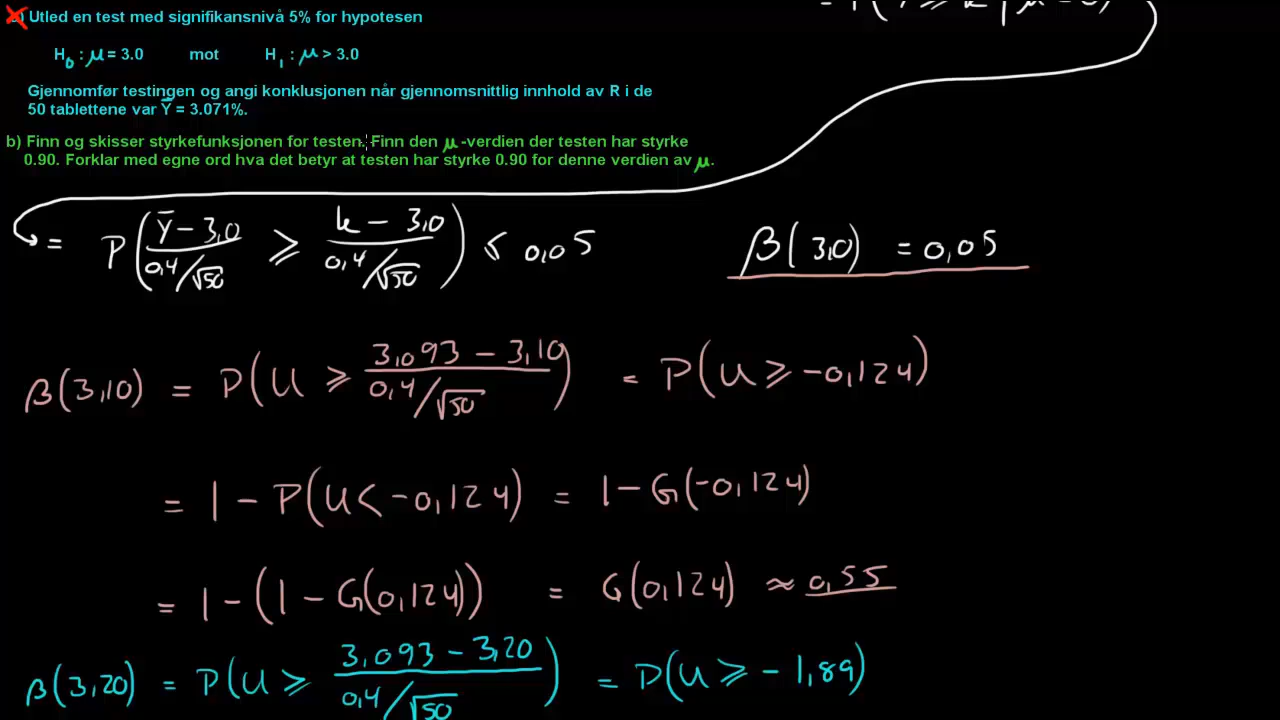 a) Utled en test med signifikansnivå 5% for hypotesen
H₀ : μ = 3.0 mot H₁ : μ > 3.0
Gjennomfør testingen og angi konklusjonen når gjennomsnittlig innhold av R i de
50 tablettene var Ȳ = 3.071%.
b) Finn og skisser styrkefunksjonen for testen. Finn den μ -verdien der testen har styrke
0.90. Forklar med egne ord hva det betyr at testen har styrke 0.90 for denne verdien av μ.
= P( (Ȳ - 3,0)/(0,4/√50) ⩾ (k - 3,0)/(0,4/√50) ) ≤ 0,05 β(3,0) = 0,05
β(3,10) = P(U ⩾ (3,093 - 3,10)/(0,4/√50)) = P(U ⩾ -0,124)
= 1 - P(U < -0,124) = 1 - G(-0,124)
= 1 - (1 - G(0,124)) = G(0,124) ≈ 0,55
β(3,20) = P(U ⩾ (3,093 - 3,20)/(0,4/√50)) = P(U ⩾ -1,89)